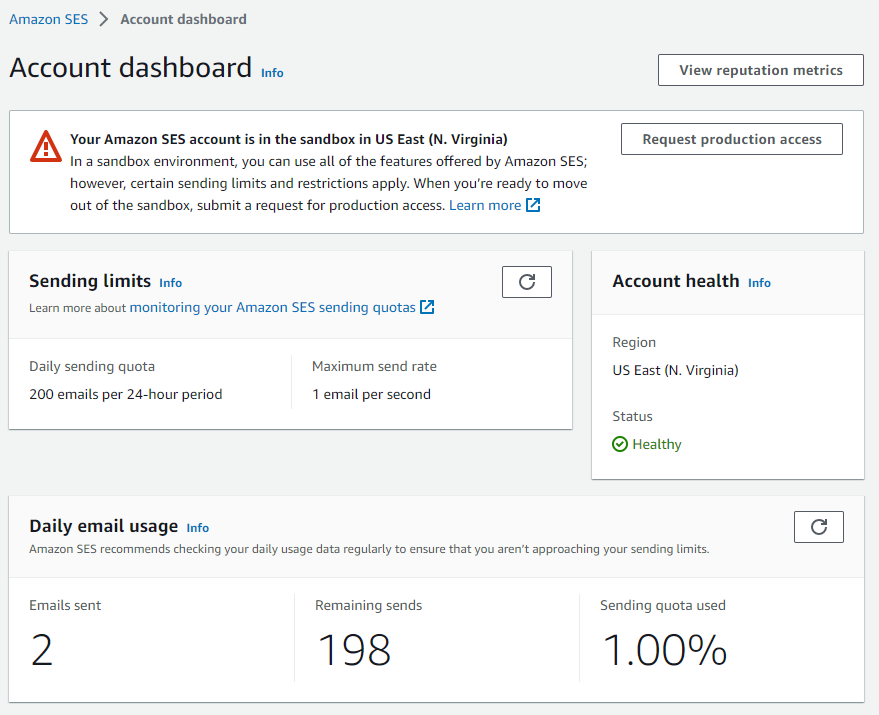 Amazon SES > Account dashboard
Account dashboard Info
View reputation metrics
Your Amazon SES account is in the sandbox in US East (N. Virginia)
In a sandbox environment, you can use all of the features offered by Amazon SES;
however, certain sending limits and restrictions apply. When you’re ready to move
out of the sandbox, submit a request for production access. Learn more
Request production access
Sending limits Info
Learn more about monitoring your Amazon SES sending quotas
Daily sending quota
200 emails per 24-hour period
Maximum send rate
1 email per second
Account health Info
Region
US East (N. Virginia)
Status
Healthy
Daily email usage Info
Amazon SES recommends checking your daily usage data regularly to ensure that you aren’t approaching your sending limits.
Emails sent
2
Remaining sends
198
Sending quota used
1.00%